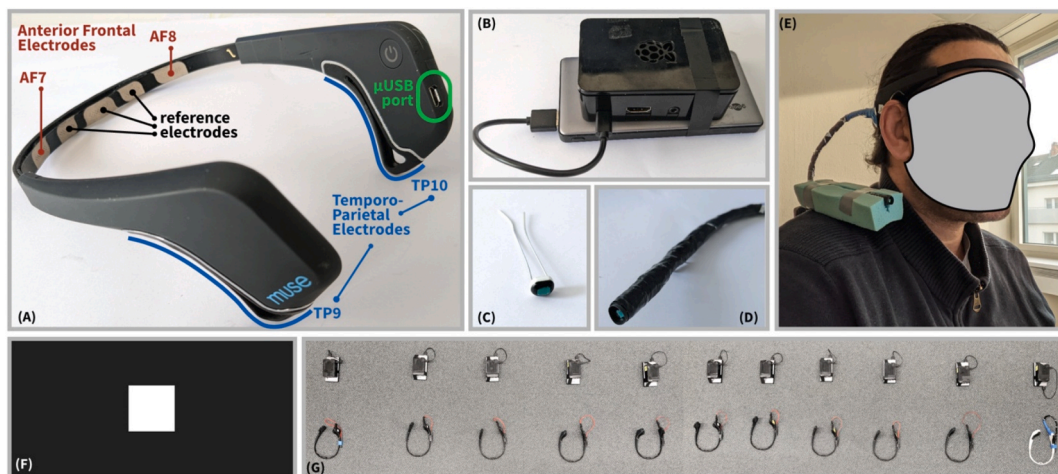 (A)
Anterior Frontal
Electrodes
AF8
AF7
reference
electrodes
µUSB
port
TP10
Temporo-
Parietal
Electrodes
TP9
muse
(B)
(C)
(D)
(E)
(F)
(G)